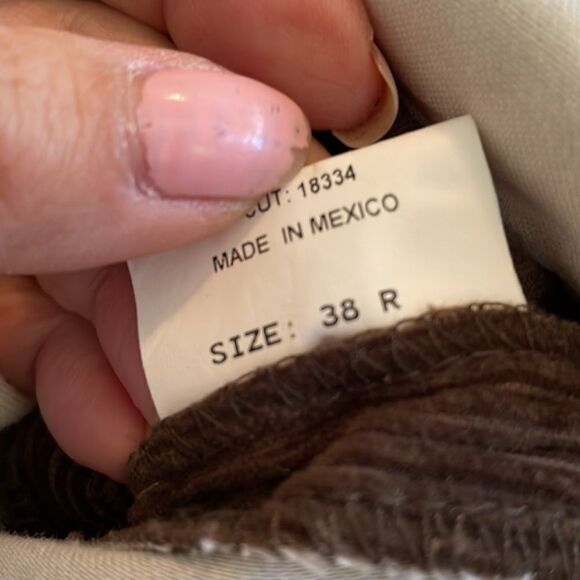 CUT: 18334
MADE IN MEXICO
SIZE: 38 R